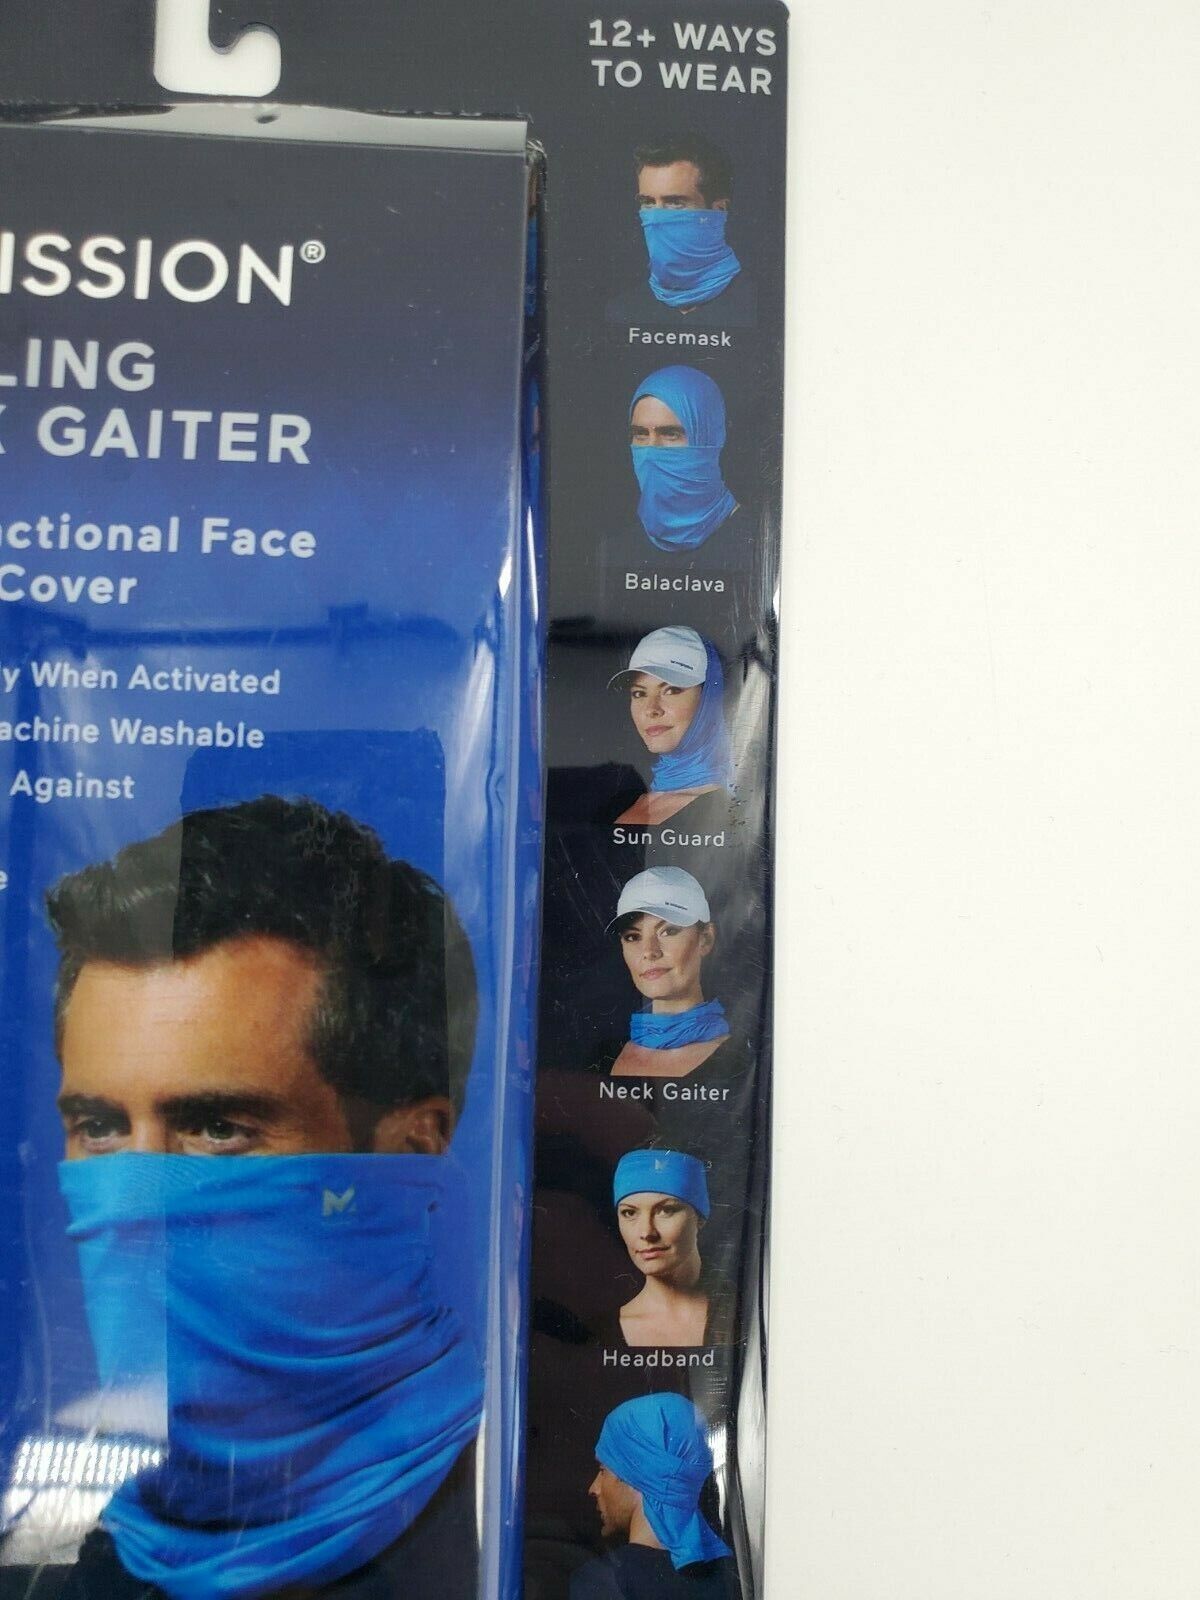 ISSION®
LING
GAITER
ctional Face
Cover
When Activated
achine Washable
Against
12+ WAYS
TO WEAR
Facemask
Balaclava
Sun Guard
Neck Gaiter
Headband